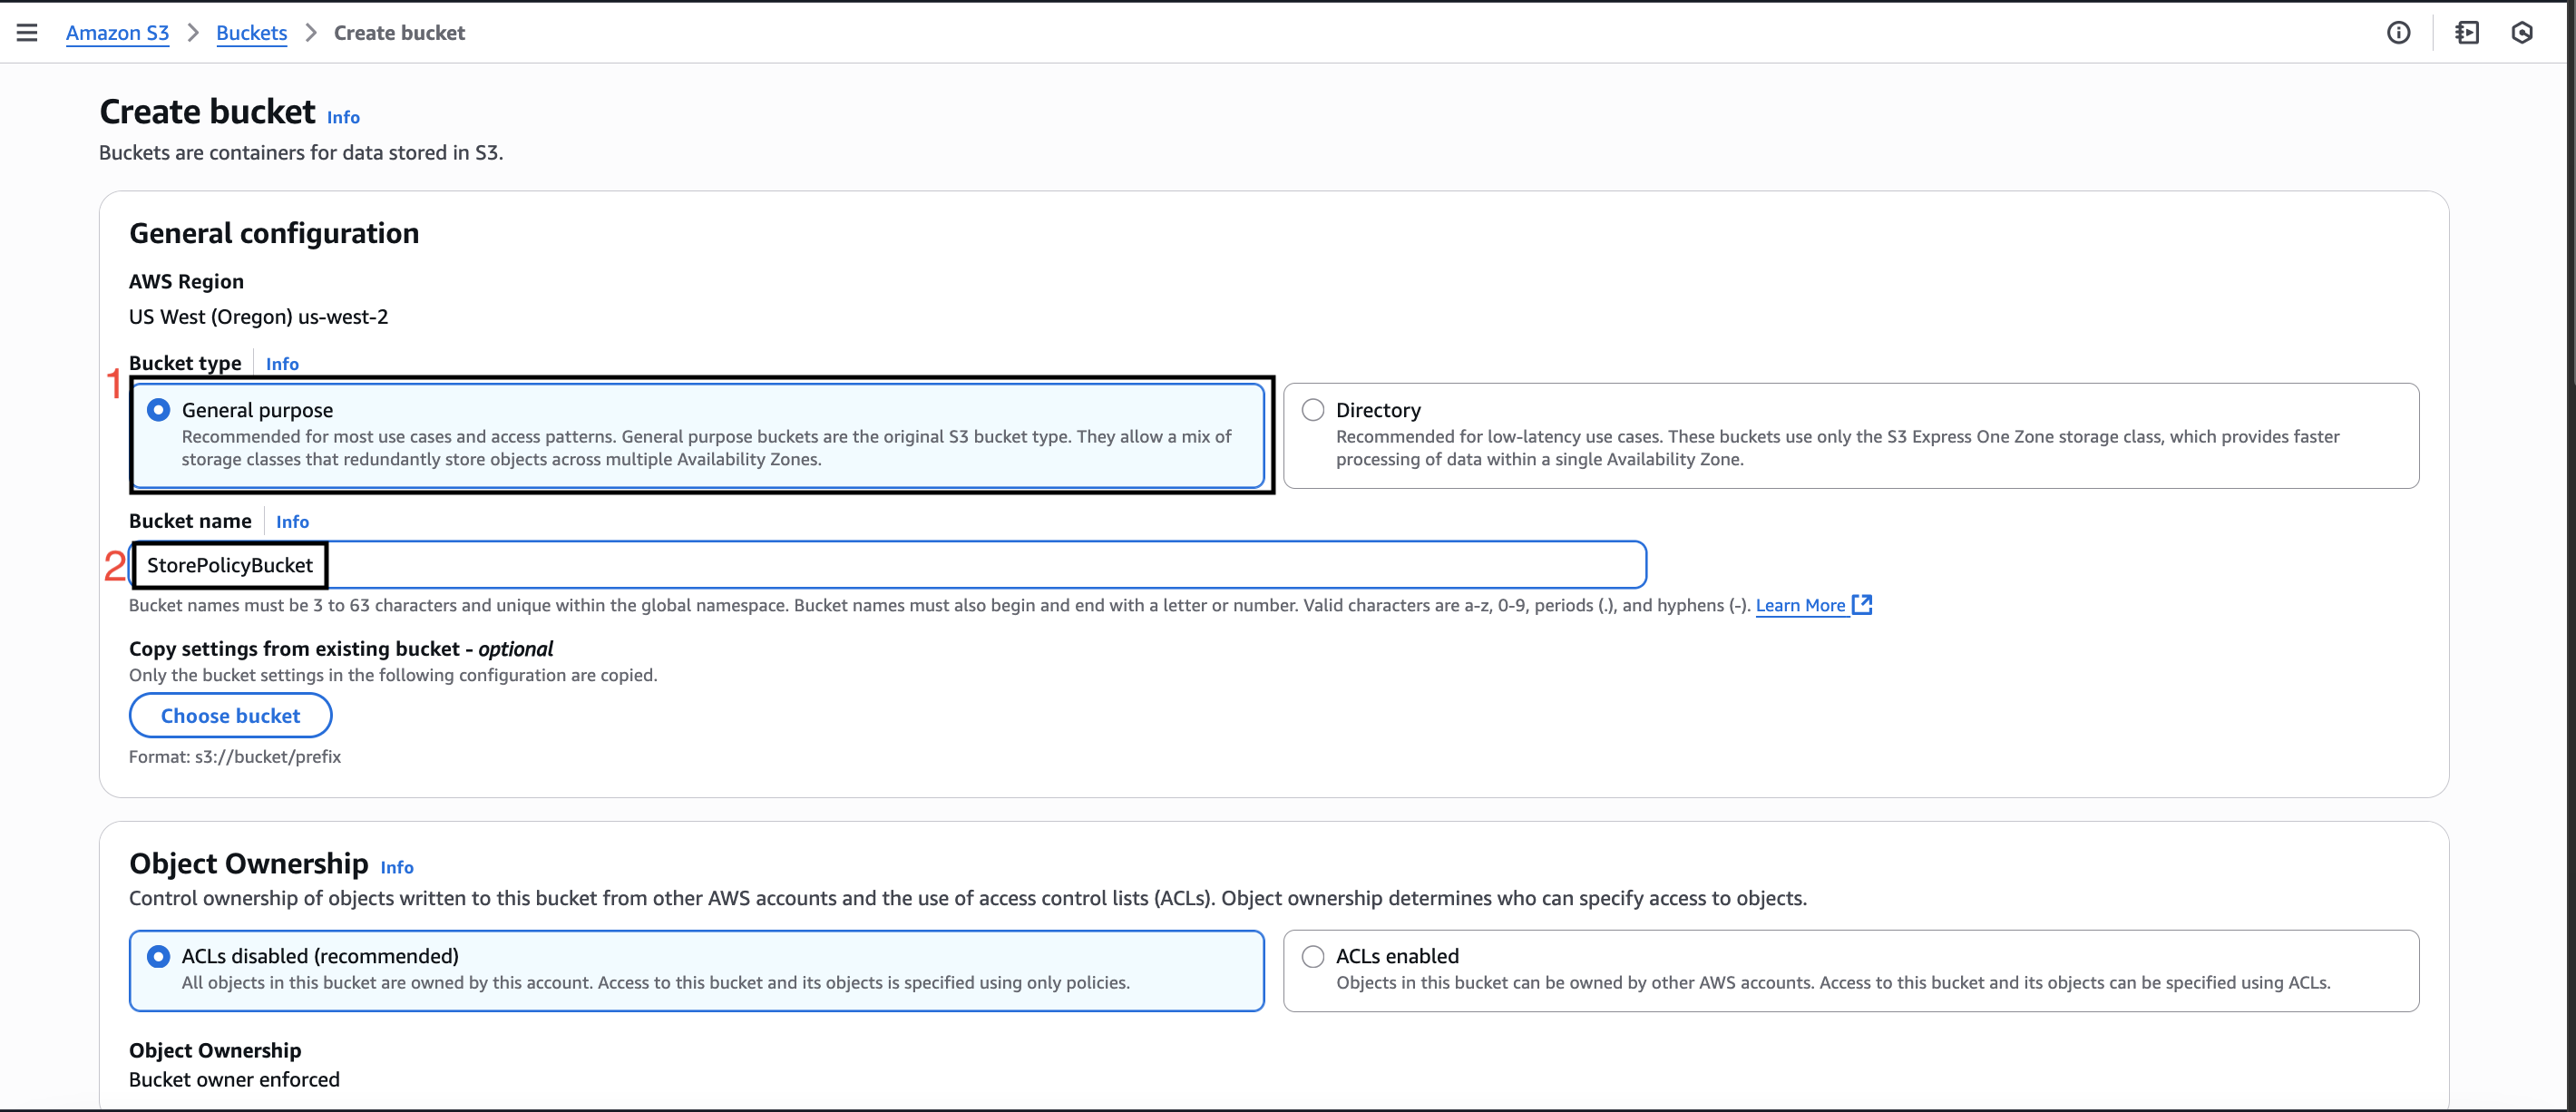 Amazon S3 > Buckets > Create bucket
Create bucket Info
Buckets are containers for data stored in S3.
General configuration
AWS Region
US West (Oregon) us-west-2
Bucket type Info
1
General purpose
Recommended for most use cases and access patterns. General purpose buckets are the original S3 bucket type. They allow a mix of
storage classes that redundantly store objects across multiple Availability Zones.
Directory
Recommended for low-latency use cases. These buckets use only the S3 Express One Zone storage class, which provides faster
processing of data within a single Availability Zone.
Bucket name Info
2
StorePolicyBucket
Bucket names must be 3 to 63 characters and unique within the global namespace. Bucket names must also begin and end with a letter or number. Valid characters are a-z, 0-9, periods (.), and hyphens (-). Learn More
Copy settings from existing bucket - optional
Only the bucket settings in the following configuration are copied.
Choose bucket
Format: s3://bucket/prefix
Object Ownership Info
Control ownership of objects written to this bucket from other AWS accounts and the use of access control lists (ACLs). Object ownership determines who can specify access to objects.
ACLs disabled (recommended)
All objects in this bucket are owned by this account. Access to this bucket and its objects is specified using only policies.
ACLs enabled
Objects in this bucket can be owned by other AWS accounts. Access to this bucket and its objects can be specified using ACLs.
Object Ownership
Bucket owner enforced